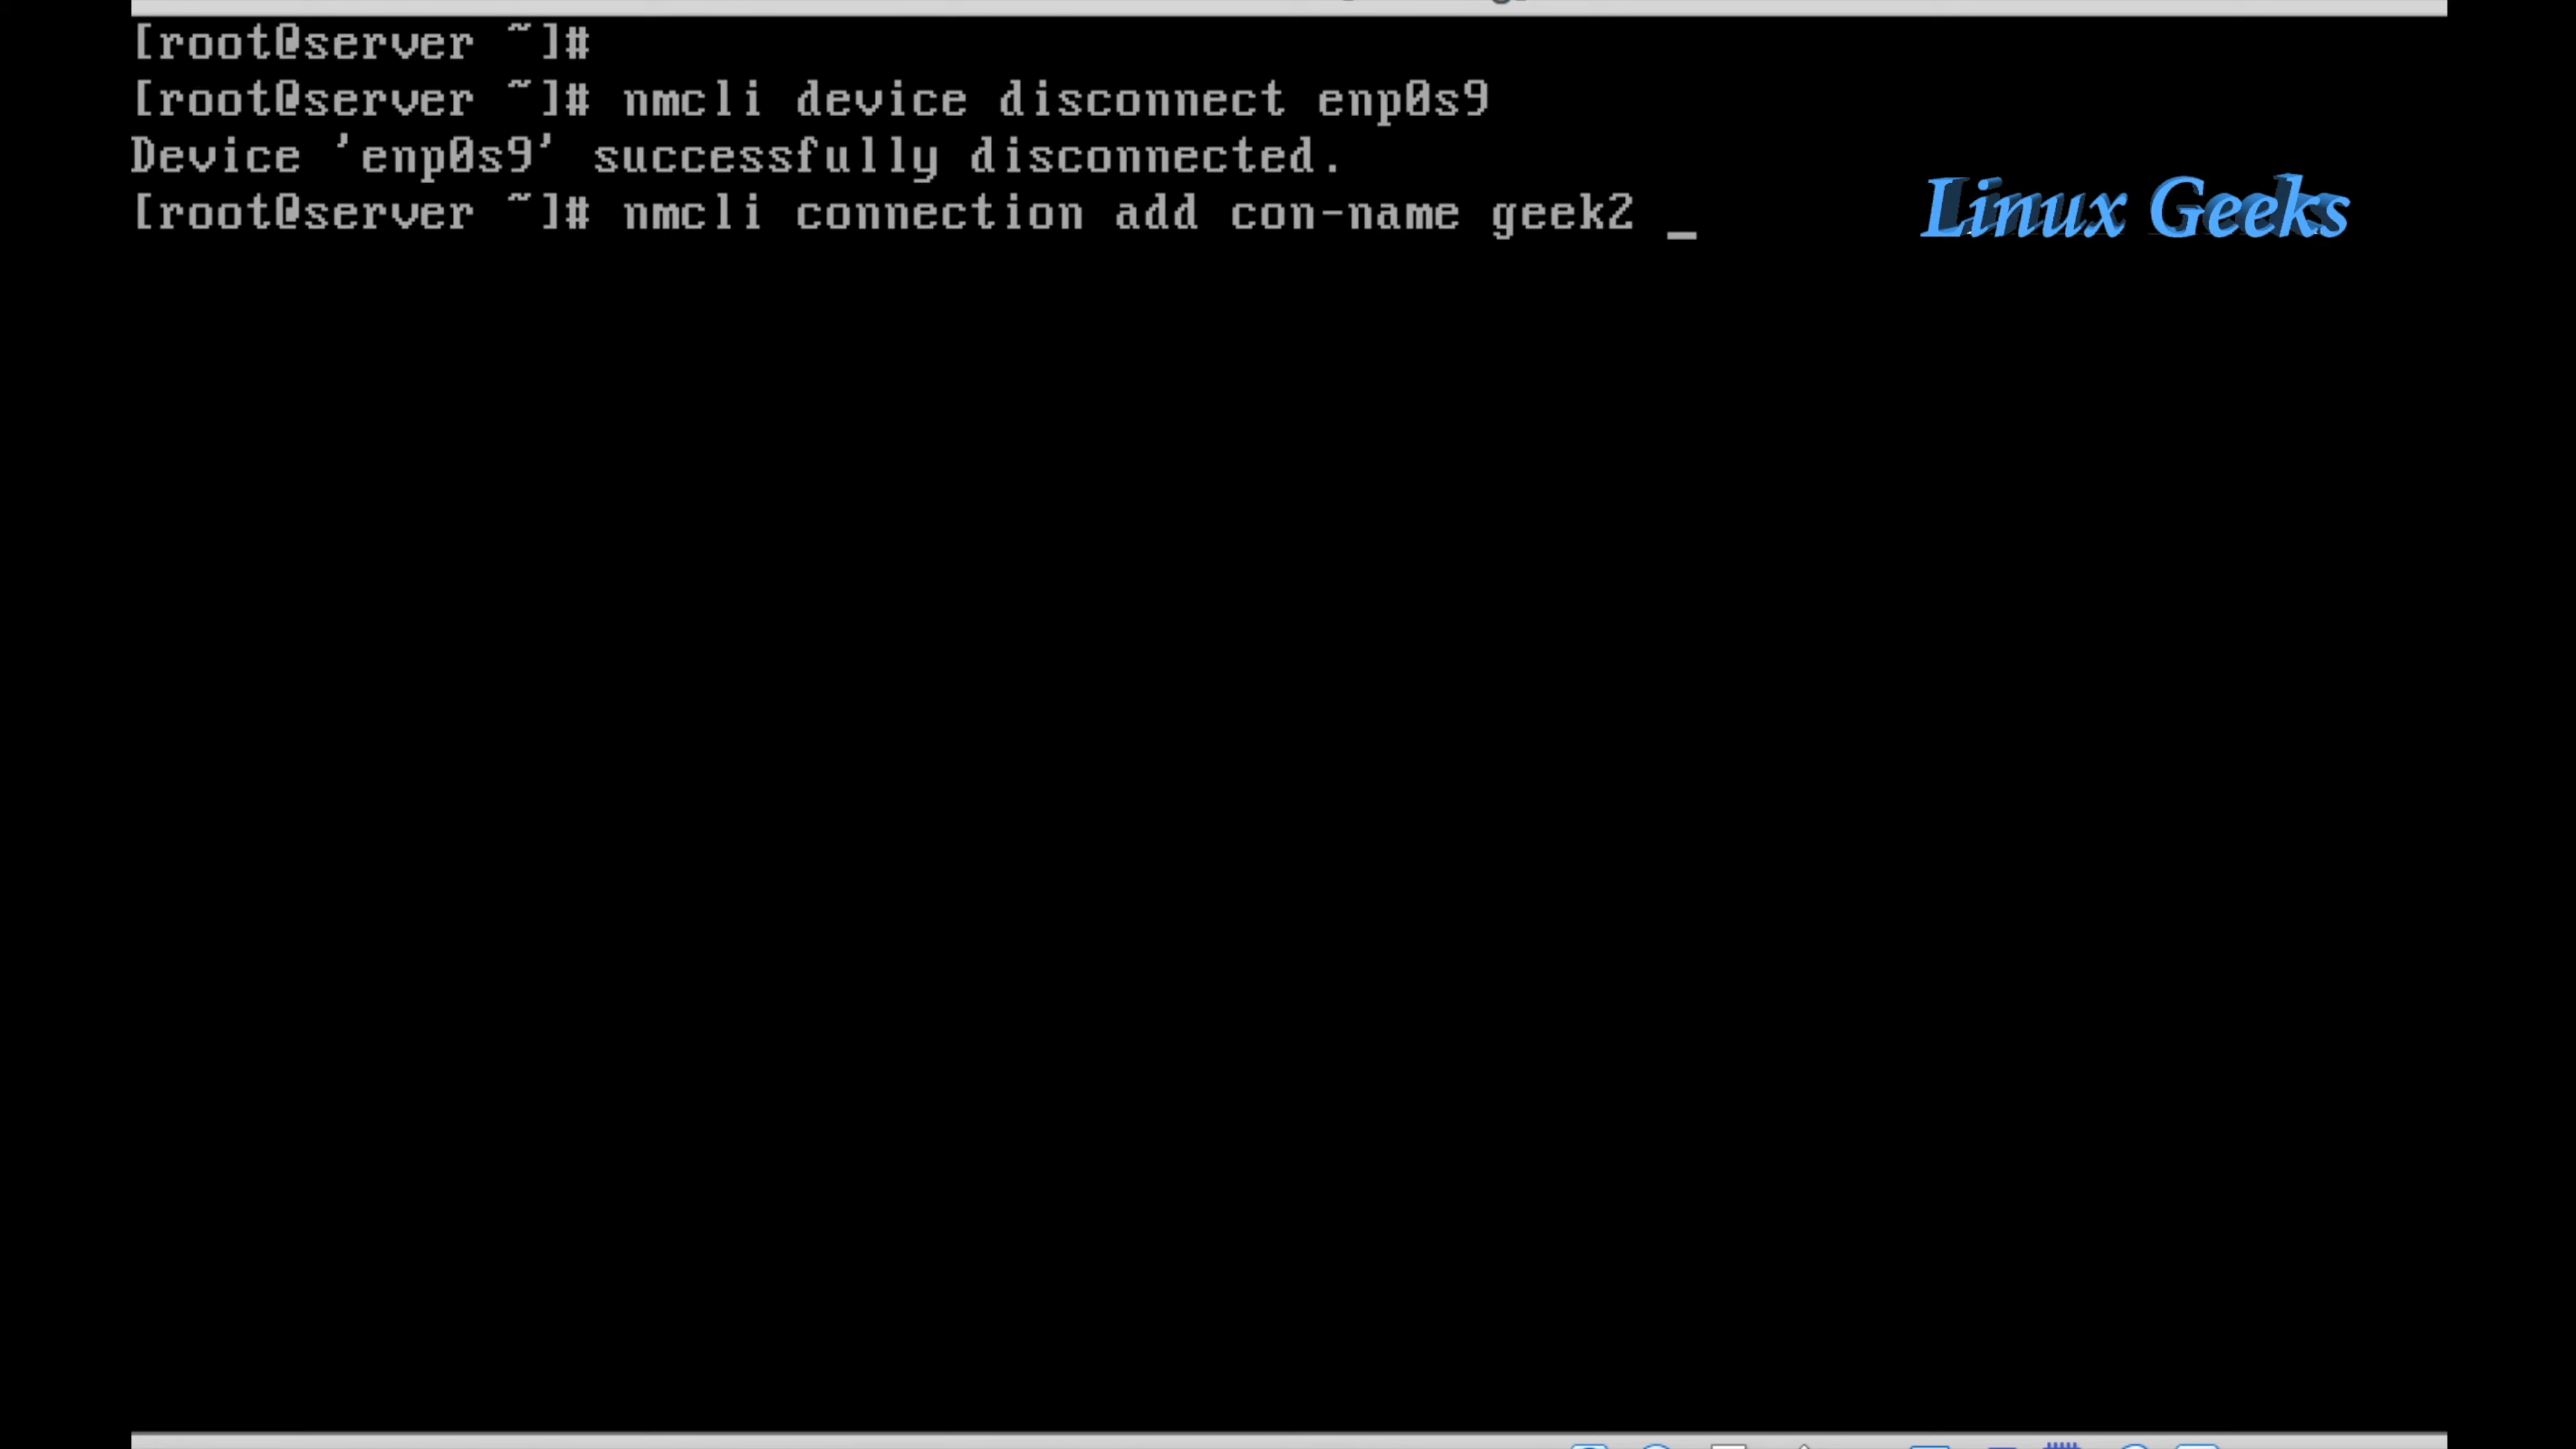 [root@server ~]#
[root@server ~]# nmcli device disconnect enp0s9
Device 'enp0s9' successfully disconnected.
[root@server ~]# nmcli connection add con-name geek2 _
Linux Geeks